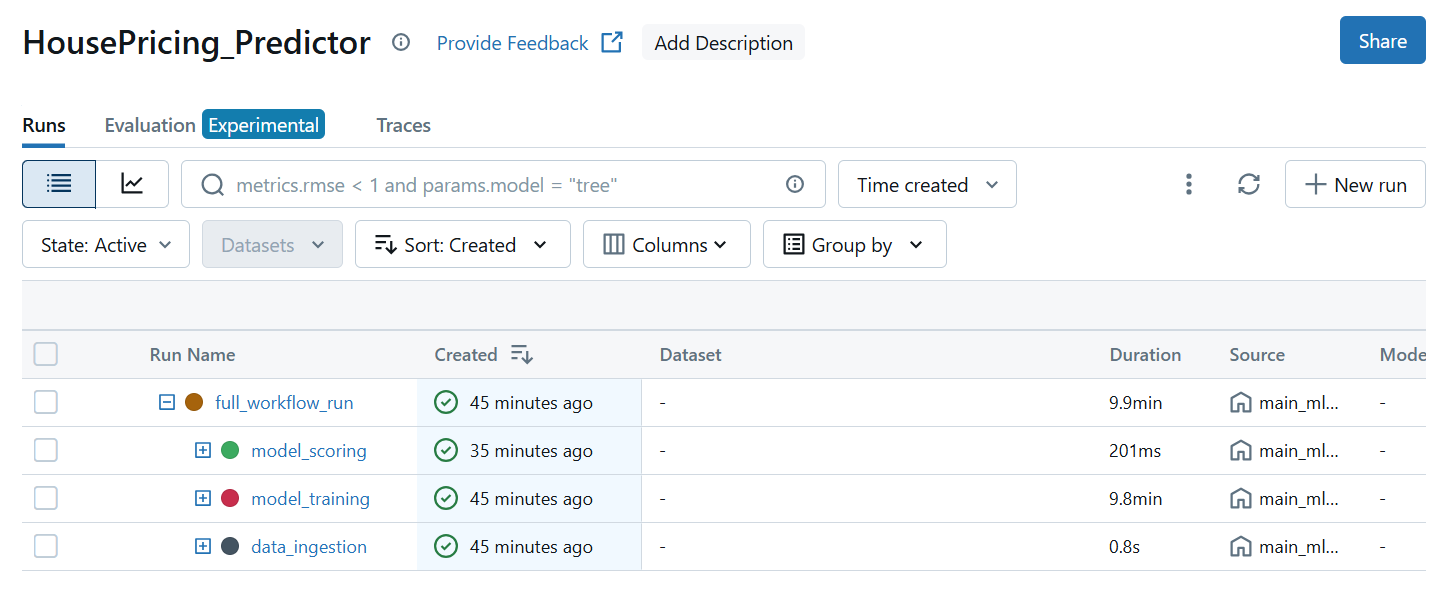 HousePricing_Predictor Provide Feedback Add Description Share
Runs Evaluation Experimental Traces
metrics.rmse < 1 and params.model = "tree" Time created New run
State: Active Datasets Sort: Created Columns Group by
Run Name Created Dataset Duration Source Mode
full_workflow_run 45 minutes ago - 9.9min main_ml... -
model_scoring 35 minutes ago - 201ms main_ml... -
model_training 45 minutes ago - 9.8min main_ml... -
data_ingestion 45 minutes ago - 0.8s main_ml... -